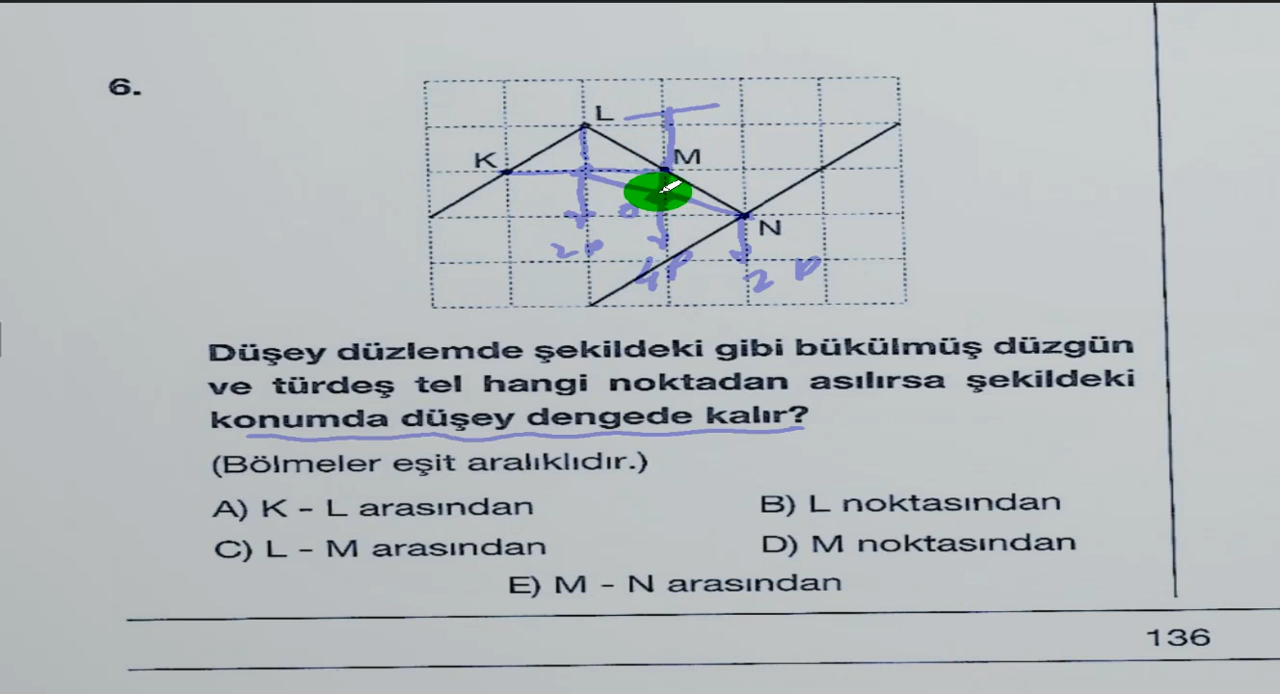 6.
L
K
M
N
2P
4P
2 P
Düşey düzlemde şekildeki gibi bükülmüş düzgün
ve türdeş tel hangi noktadan asılırsa şekildeki
konumda düşey dengede kalır?
(Bölmeler eşit aralıklıdır.)
A) K - L arasından
B) L noktasından
C) L - M arasından
D) M noktasından
E) M - N arasından
136